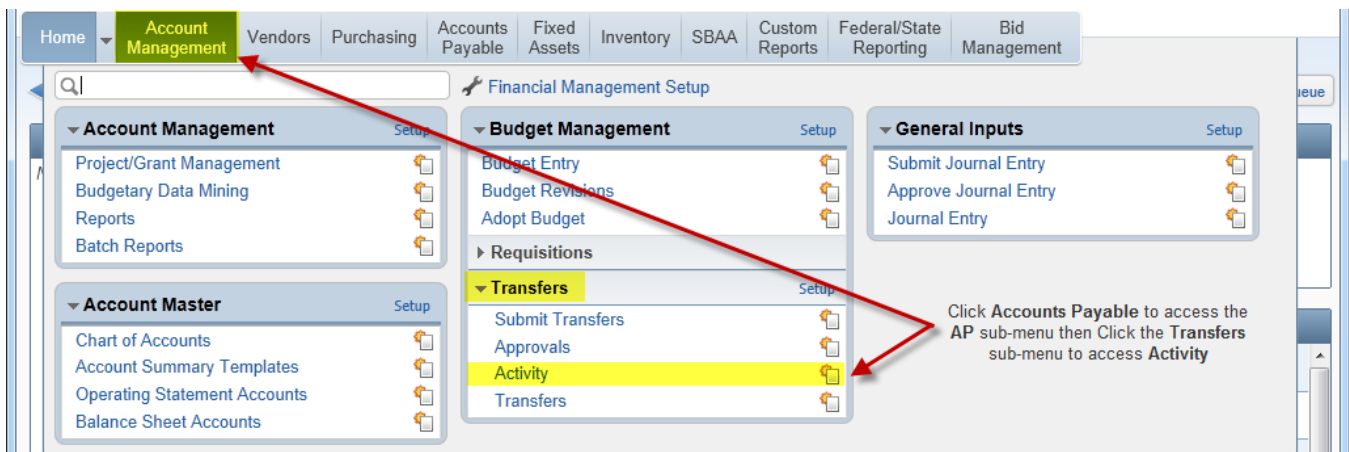 Home
Account Management
Vendors
Purchasing
Accounts Payable
Fixed Assets
Inventory
SBAA
Custom Reports
Federal/State Reporting
Bid Management
Financial Management Setup
ueue
Account Management Setup
Project/Grant Management
Budgetary Data Mining
Reports
Batch Reports
Account Master Setup
Chart of Accounts
Account Summary Templates
Operating Statement Accounts
Balance Sheet Accounts
Budget Management Setup
Budget Entry
Budget Revisions
Adopt Budget
Requisitions
Transfers Setup
Submit Transfers
Approvals
Activity
Transfers
General Inputs Setup
Submit Journal Entry
Approve Journal Entry
Journal Entry
Click Accounts Payable to access the
AP sub-menu then Click the Transfers
sub-menu to access Activity